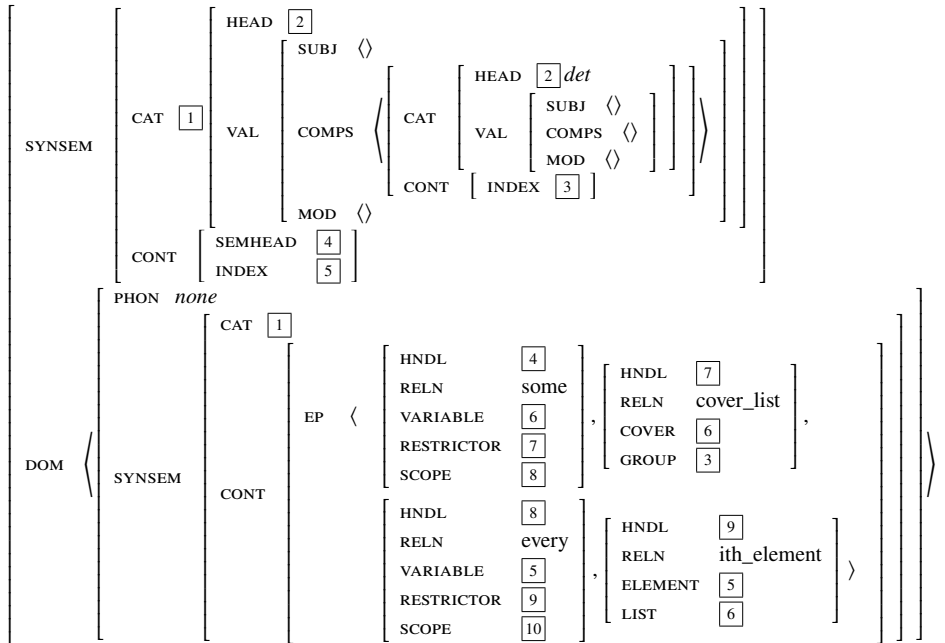 HEAD 2
SUBJ ⟨⟩
HEAD 2 det
SYNSEM CAT 1 VAL COMPS ⟨ CAT VAL SUBJ ⟨⟩
COMPS ⟨⟩
MOD ⟨⟩ ⟩
CONT [ INDEX 3 ]
MOD ⟨⟩
CONT SEMHEAD 4
INDEX 5
PHON none
CAT 1
DOM ⟨ SYNSEM CONT EP ⟨ HNDL 4
RELN some
VARIABLE 6
RESTRICTOR 7
SCOPE 8 ,
HNDL 7
RELN cover_list
COVER 6
GROUP 3 ,
HNDL 8
RELN every
VARIABLE 5
RESTRICTOR 9
SCOPE 10 ,
HNDL 9
RELN ith_element
ELEMENT 5
LIST 6 ⟩ ⟩